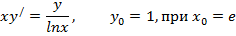 xy^/ = y/lnx, y₀ = 1, при x₀ = e